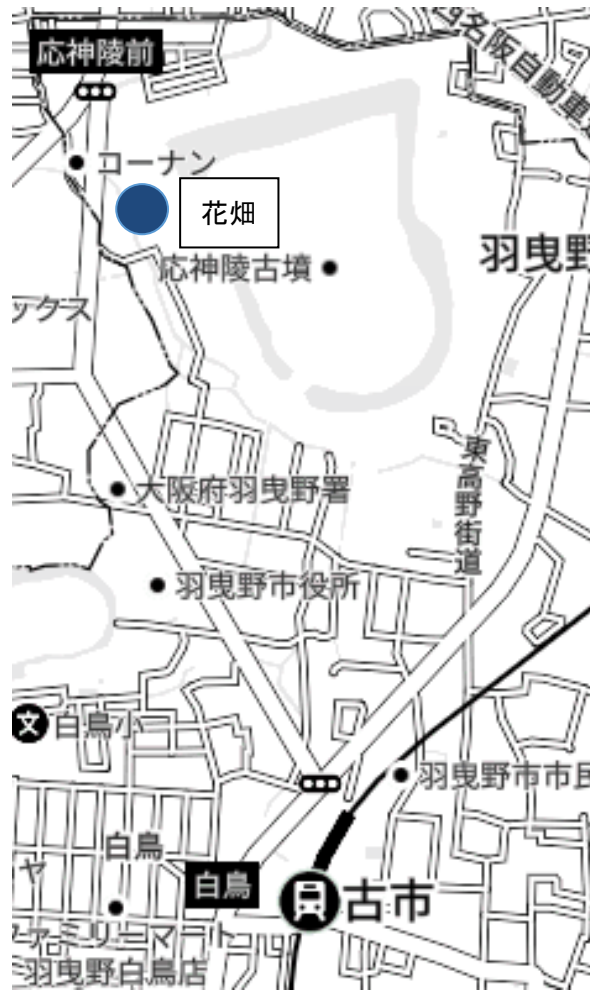 応神陵前
西名阪自動車道
コーナン
花畑
応神陵古墳
羽曳野
ックス
東高野街道
大阪府羽曳野署
羽曳野市役所
文
白鳥小
羽曳野市市民
白鳥
ヤ
白鳥
古市
ファミリーマート
羽曳野白鳥店